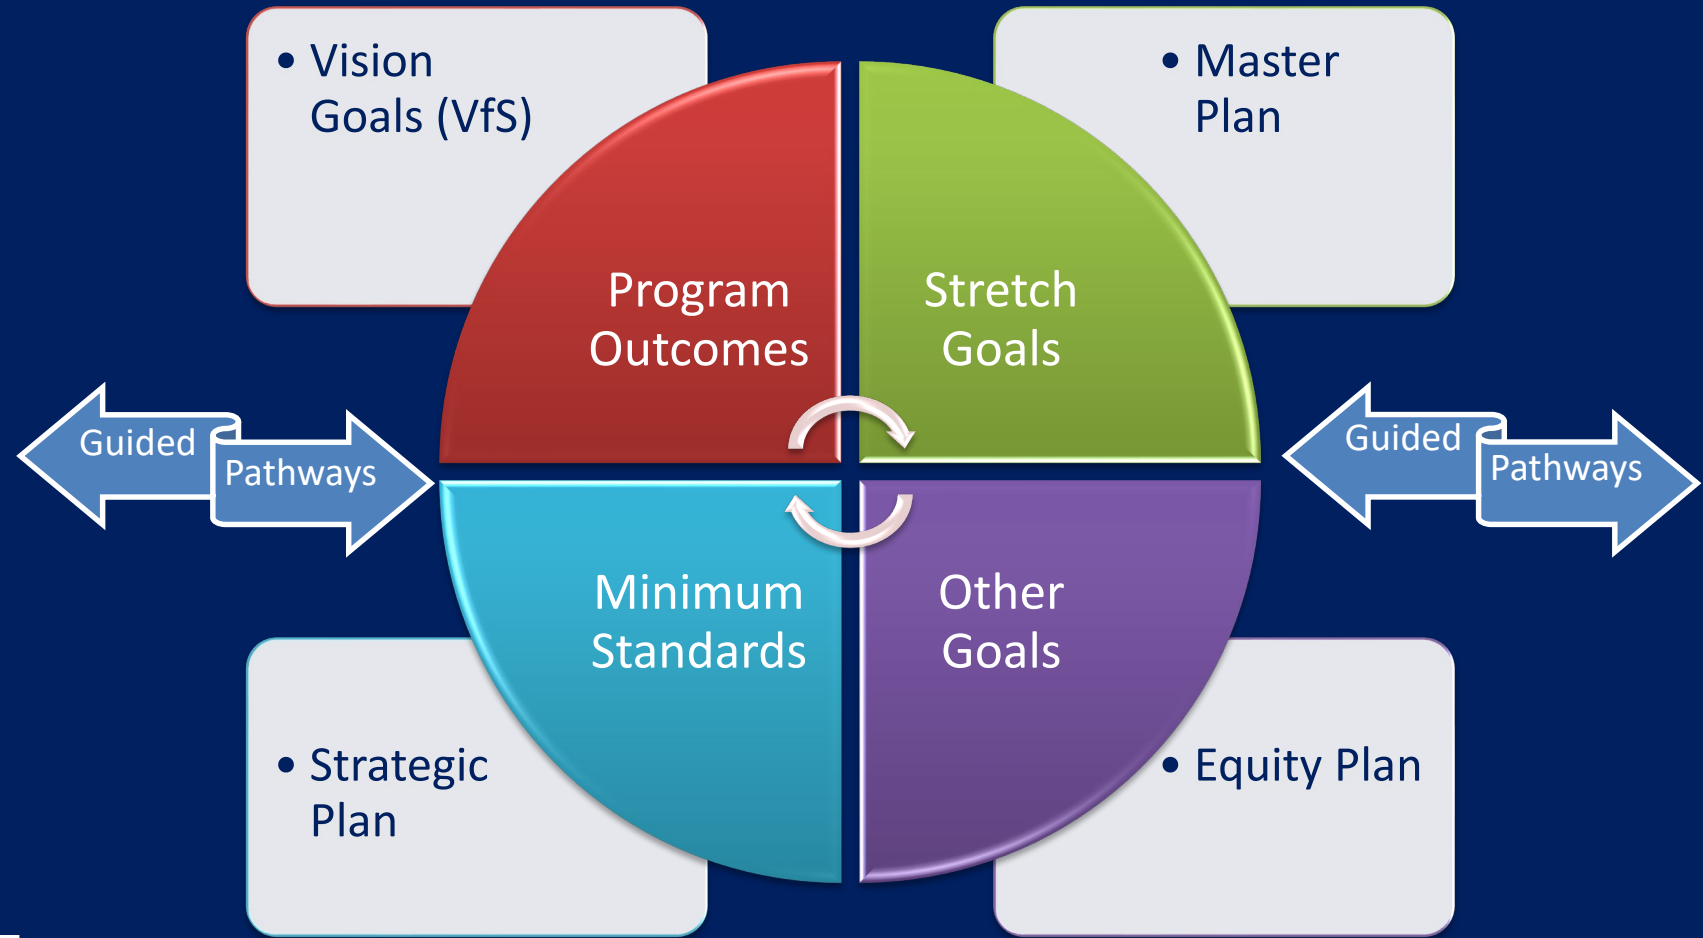 • Vision
Goals (VfS)
• Master
Plan
Program
Outcomes
Stretch
Goals
Guided
Pathways
Guided
Pathways
Minimum
Standards
Other
Goals
• Strategic
Plan
• Equity Plan